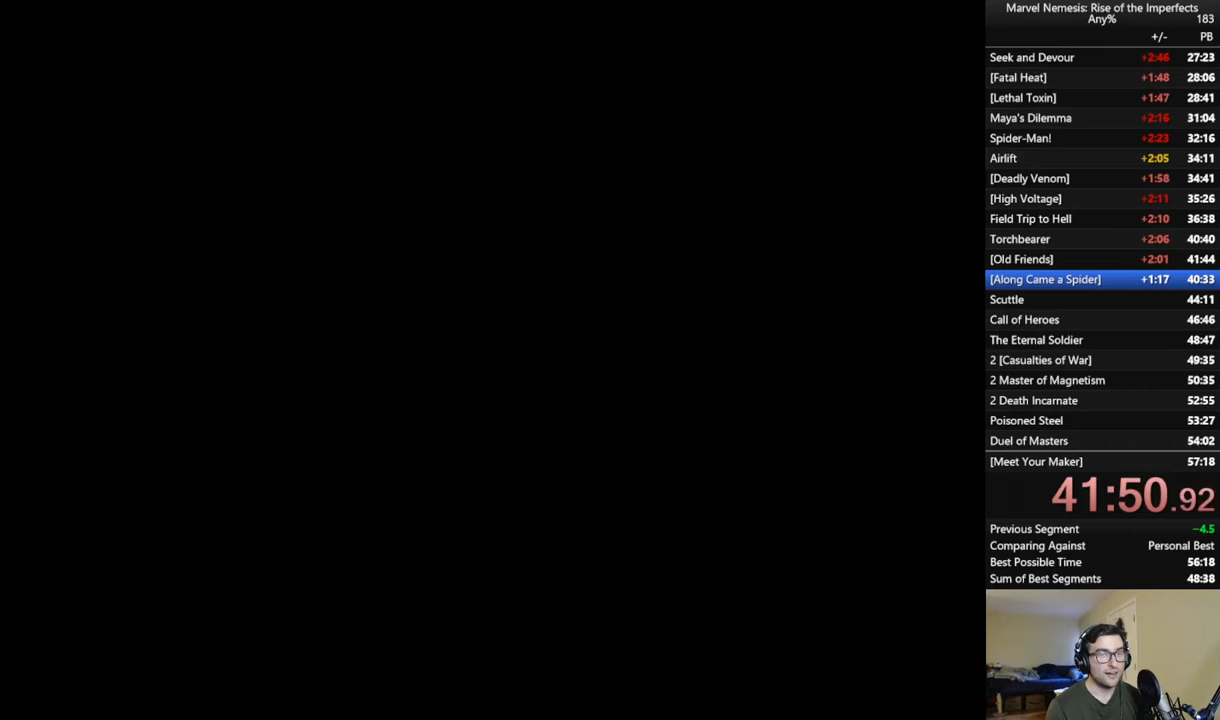 Marvel Nemesis: Rise of the Imperfects
Any% 183
+/- PB
Seek and Devour +2:46 27:23
[Fatal Heat] +1:48 28:06
[Lethal Toxin] +1:47 28:41
Maya's Dilemma +2:16 31:04
Spider-Man! +2:23 32:16
Airlift +2:05 34:11
[Deadly Venom] +1:58 34:41
[High Voltage] +2:11 35:26
Field Trip to Hell +2:10 36:38
Torchbearer +2:06 40:40
[Old Friends] +2:01 41:44
[Along Came a Spider] +1:17 40:33
Scuttle 44:11
Call of Heroes 46:46
The Eternal Soldier 48:47
2 [Casualties of War] 49:35
2 Master of Magnetism 50:35
2 Death Incarnate 52:55
Poisoned Steel 53:27
Duel of Masters 54:02
[Meet Your Maker] 57:18
41:50.92
Previous Segment −4.5
Comparing Against Personal Best
Best Possible Time 56:18
Sum of Best Segments 48:38